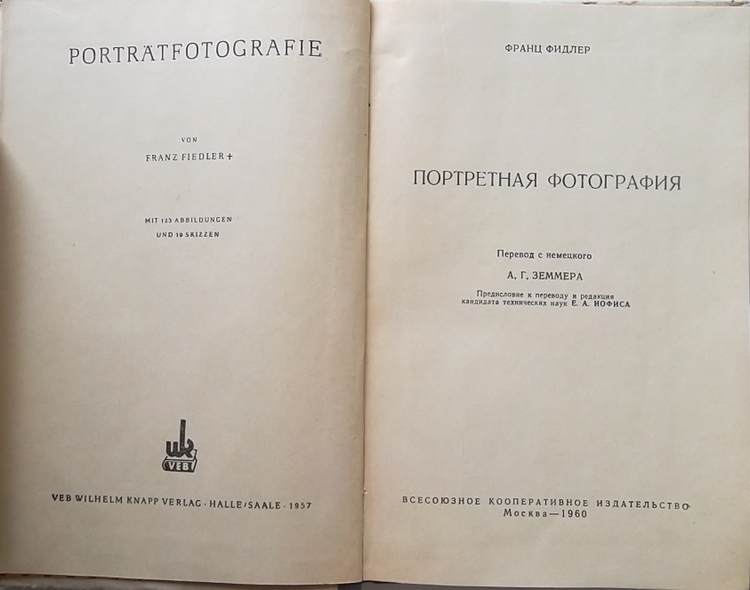 PORTRÄTFOTOGRAFIE
VON
FRANZ FIEDLER +
MIT 133 ABBILDUNGEN
UND 19 SKIZZEN
wk
VEB
VEB WILHELM KNAPP VERLAG · HALLE/SAALE · 1957
ФРАНЦ ФИДЛЕР
ПОРТРЕТНАЯ ФОТОГРАФИЯ
Перевод с немецкого
А. Г. ЗЕММЕРА
Предисловие к переводу и редакция
кандидата технических наук Е. А. ИОФИСА
ВСЕСОЮЗНОЕ КООПЕРАТИВНОЕ ИЗДАТЕЛЬСТВО
Москва—1960